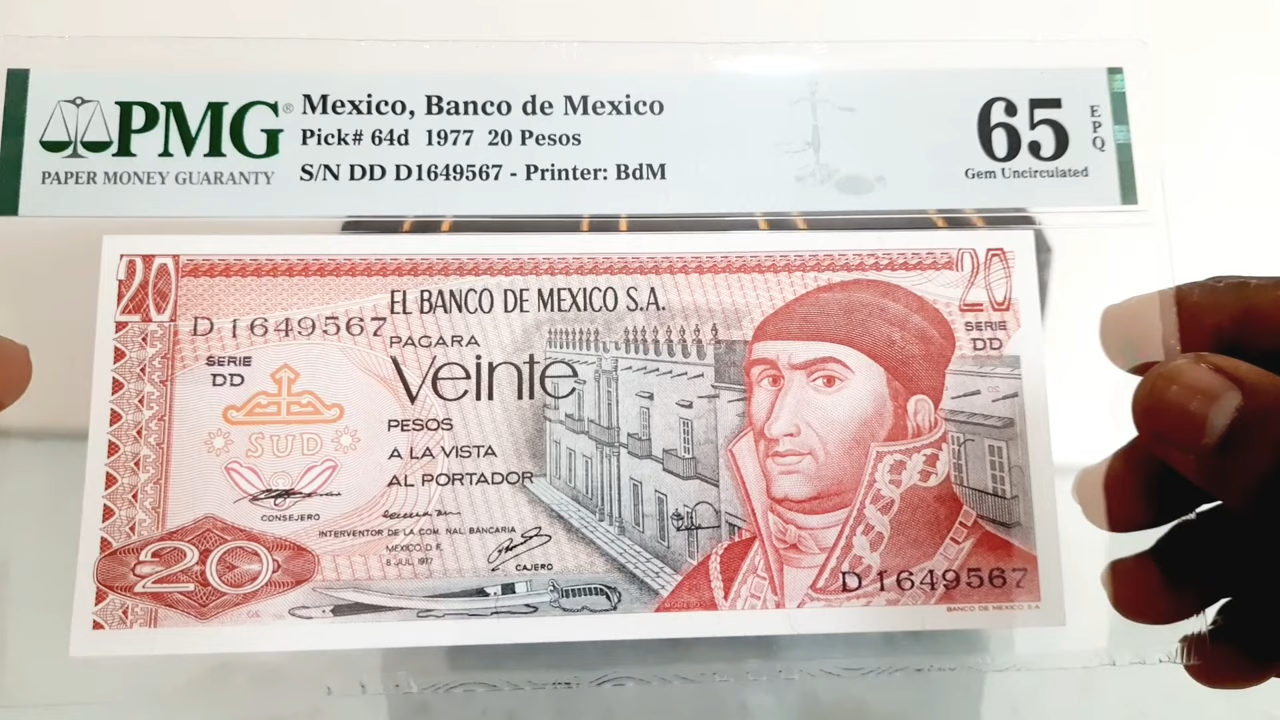 PMG®
PAPER MONEY GUARANTY
Mexico, Banco de Mexico
Pick# 64d 1977 20 Pesos
S/N DD D1649567 - Printer: BdM
65
EPQ
Gem Uncirculated
20
20
EL BANCO DE MEXICO S.A.
D1649567
PAGARA
SERIE
DD
SERIE
DD
Veinte
PESOS
SUD
A LA VISTA
AL PORTADOR
CONSEJERO
INTERVENTOR DE LA COM. NAL. BANCARIA
MEXICO, D. F.
8 JUL. 1977
CAJERO
20
D1649567
MORELOS
BANCO DE MEXICO S.A.